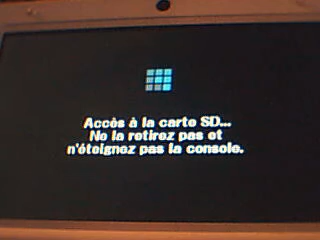 Accès à la carte SD...
Ne la retirez pas et
n'éteignez pas la console.